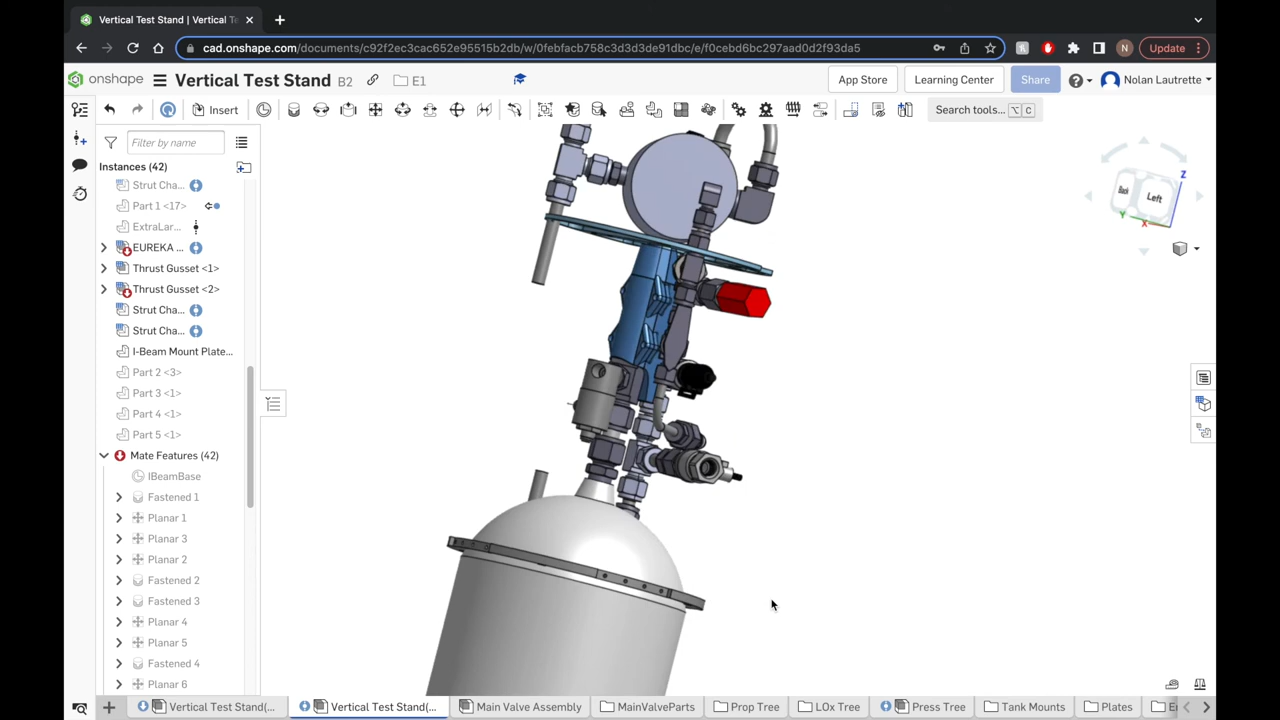 Vertical Test Stand | Vertical Te
cad.onshape.com/documents/c92f2ec3cac652e95515b2db/w/0febfacb758c3d3d3de91dbc/e/f0cebd6bc297aad0d2f93da5
N
Update
onshape
Vertical Test Stand
B2
E1
App Store
Learning Center
Share
Nolan Lautrette
Insert
Search tools...
⌥ C
Filter by name
Instances (42)
Strut Cha...
Part 1 <17>
ExtraLar...
EUREKA ...
Thrust Gusset <1>
Thrust Gusset <2>
Strut Cha...
Strut Cha...
I-Beam Mount Plate...
Part 2 <3>
Part 3 <1>
Part 4 <1>
Part 5 <1>
Mate Features (42)
IBeamBase
Fastened 1
Planar 1
Planar 3
Planar 2
Fastened 2
Fastened 3
Planar 4
Planar 5
Fastened 4
Planar 6
Back
Left
Z
Y
X
Vertical Test Stand(...
Vertical Test Stand(...
Main Valve Assembly
MainValveParts
Prop Tree
LOx Tree
Press Tree
Tank Mounts
Plates